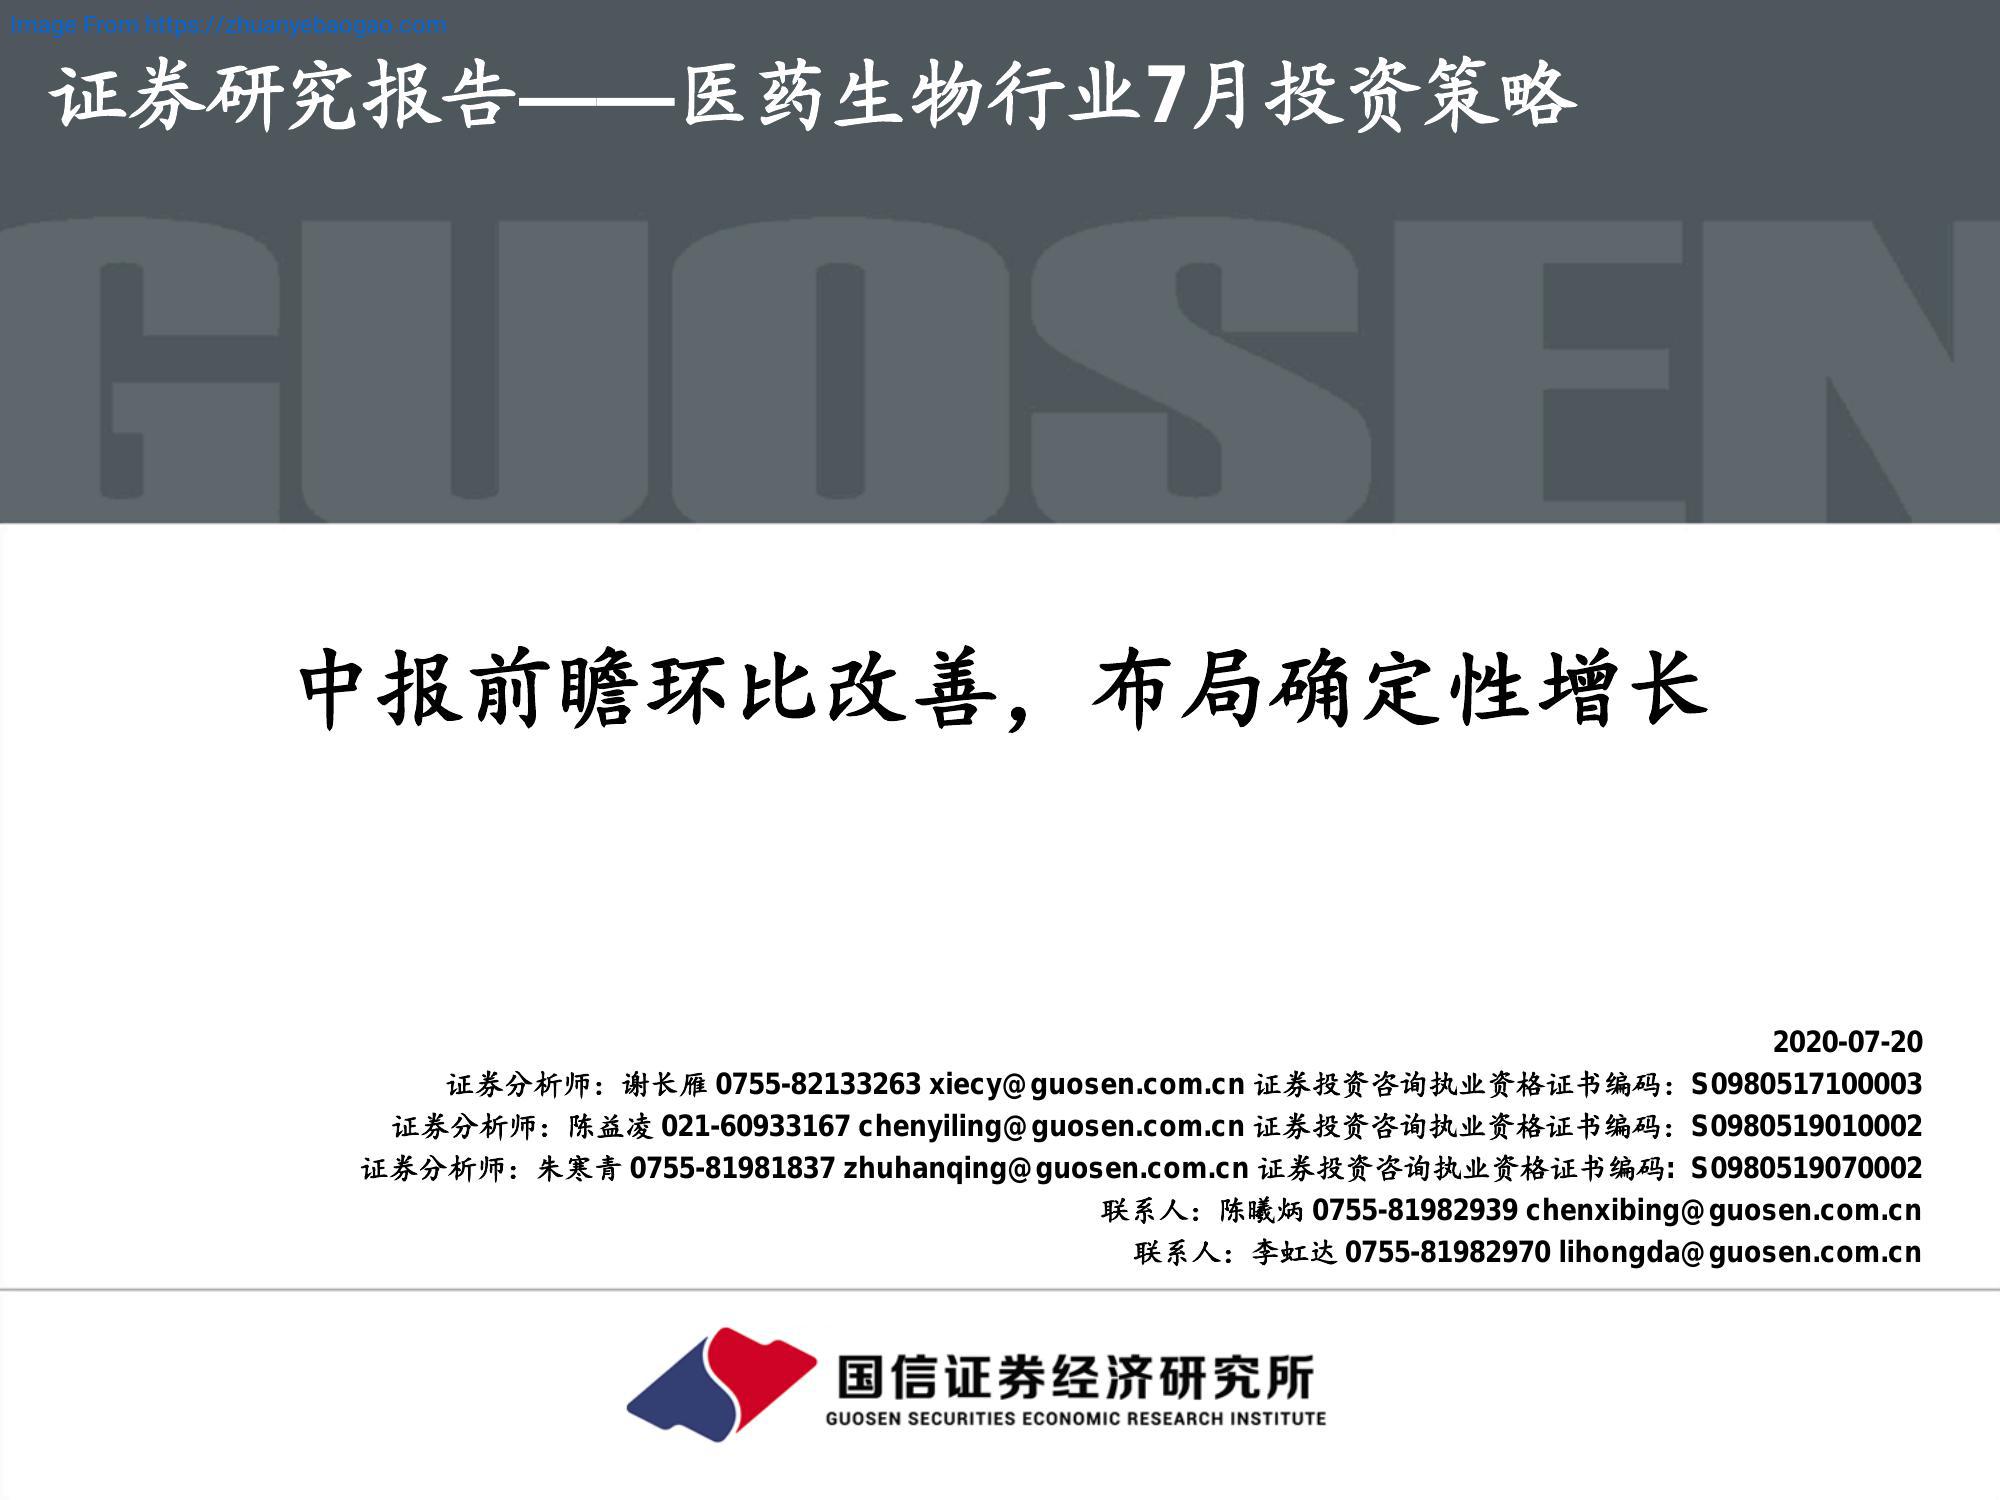 Image From https://zhuanyebaogao.com
证券研究报告——医药生物行业7月投资策略
GUOSEN
中报前瞻环比改善，布局确定性增长
2020-07-20
证券分析师：谢长雁 0755-82133263 xiecy@guosen.com.cn 证券投资咨询执业资格证书编码：S0980517100003
证券分析师：陈益凌 021-60933167 chenyiling@guosen.com.cn 证券投资咨询执业资格证书编码：S0980519010002
证券分析师：朱寒青 0755-81981837 zhuhanqing@guosen.com.cn 证券投资咨询执业资格证书编码：S0980519070002
联系人：陈曦炳 0755-81982939 chenxibing@guosen.com.cn
联系人：李虹达 0755-81982970 lihongda@guosen.com.cn
国信证券经济研究所
GUOSEN SECURITIES ECONOMIC RESEARCH INSTITUTE